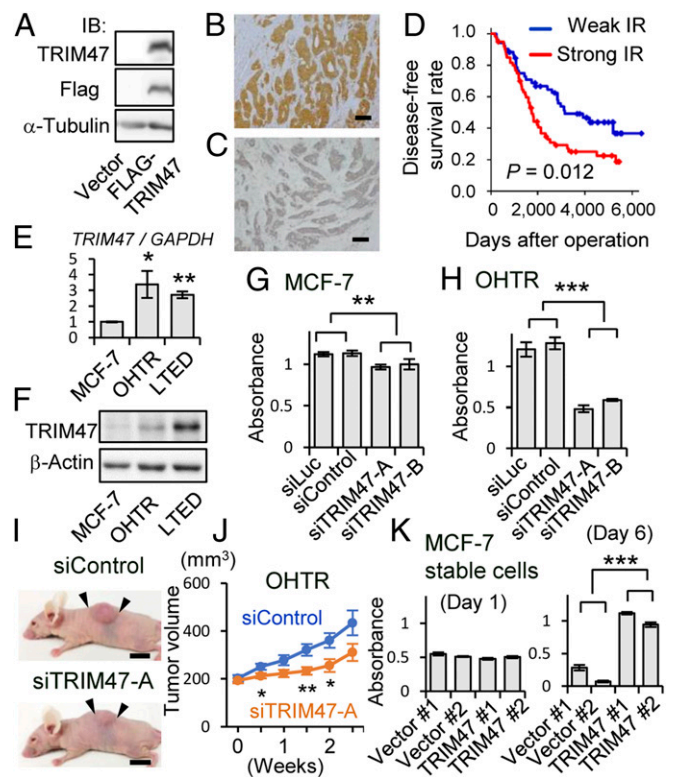 A
IB:
TRIM47
Flag
α-Tubulin
Vector
FLAG-
TRIM47
B
C
D
Weak IR
Strong IR
Disease-free
survival rate
1.0
0.8
0.6
0.4
0.2
0.0
P = 0.012
0 2,000 4,000 6,000
Days after operation
E
TRIM47 / GAPDH
5
4
3
2
1
0
*
**
MCF-7
OHTR
LTED
F
TRIM47
β-Actin
MCF-7
OHTR
LTED
G MCF-7
**
Absorbance
1
0.5
0
siLuc
siControl
siTRIM47-A
siTRIM47-B
H OHTR
***
Absorbance
1
0.5
0
siLuc
siControl
siTRIM47-A
siTRIM47-B
I
siControl
siTRIM47-A
J
(mm³)
OHTR
Tumor volume
600
400
200
0
siControl
* ** *
siTRIM47-A
0 1 2
(Weeks)
K MCF-7
stable cells
(Day 1)
Absorbance
1
0.5
0
Vector #1
Vector #2
TRIM47 #1
TRIM47 #2
(Day 6)
***
1
0.5
0
Vector #1
Vector #2
TRIM47 #1
TRIM47 #2